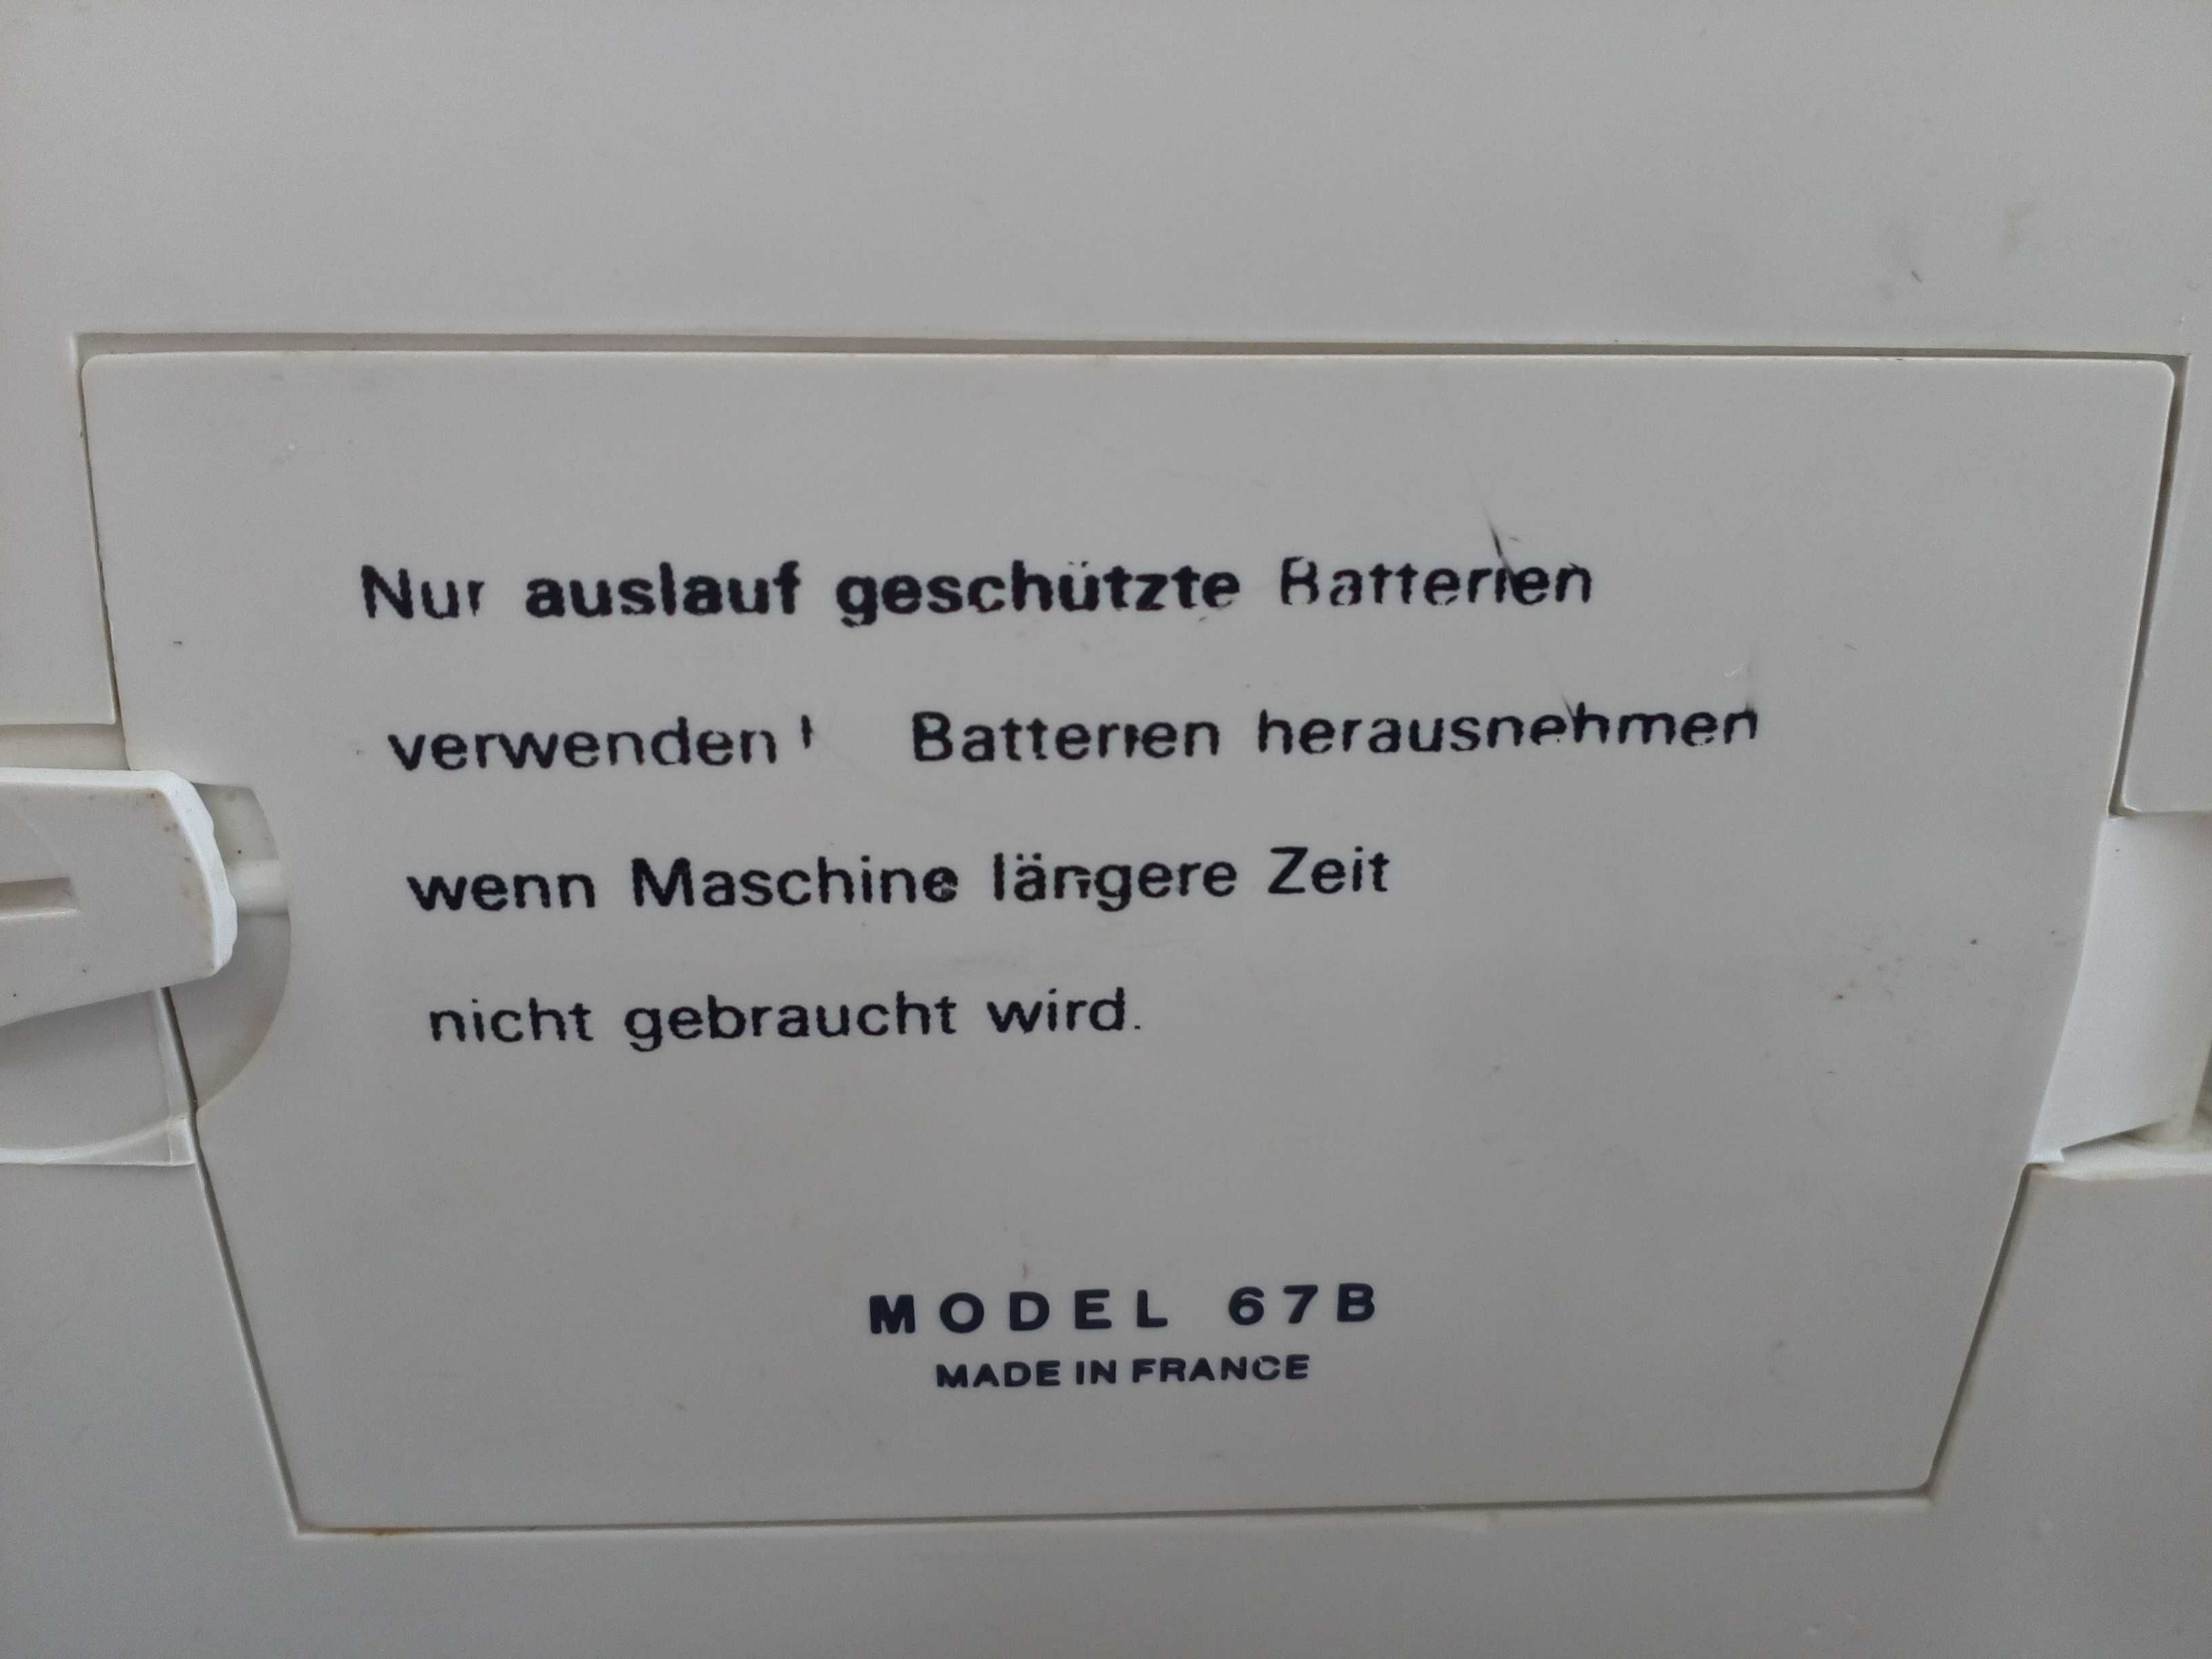 Nur auslauf geschützte Batterien
verwenden! Batterien herausnehmen
wenn Maschine längere Zeit
nicht gebraucht wird.
MODEL 67B
MADE IN FRANCE